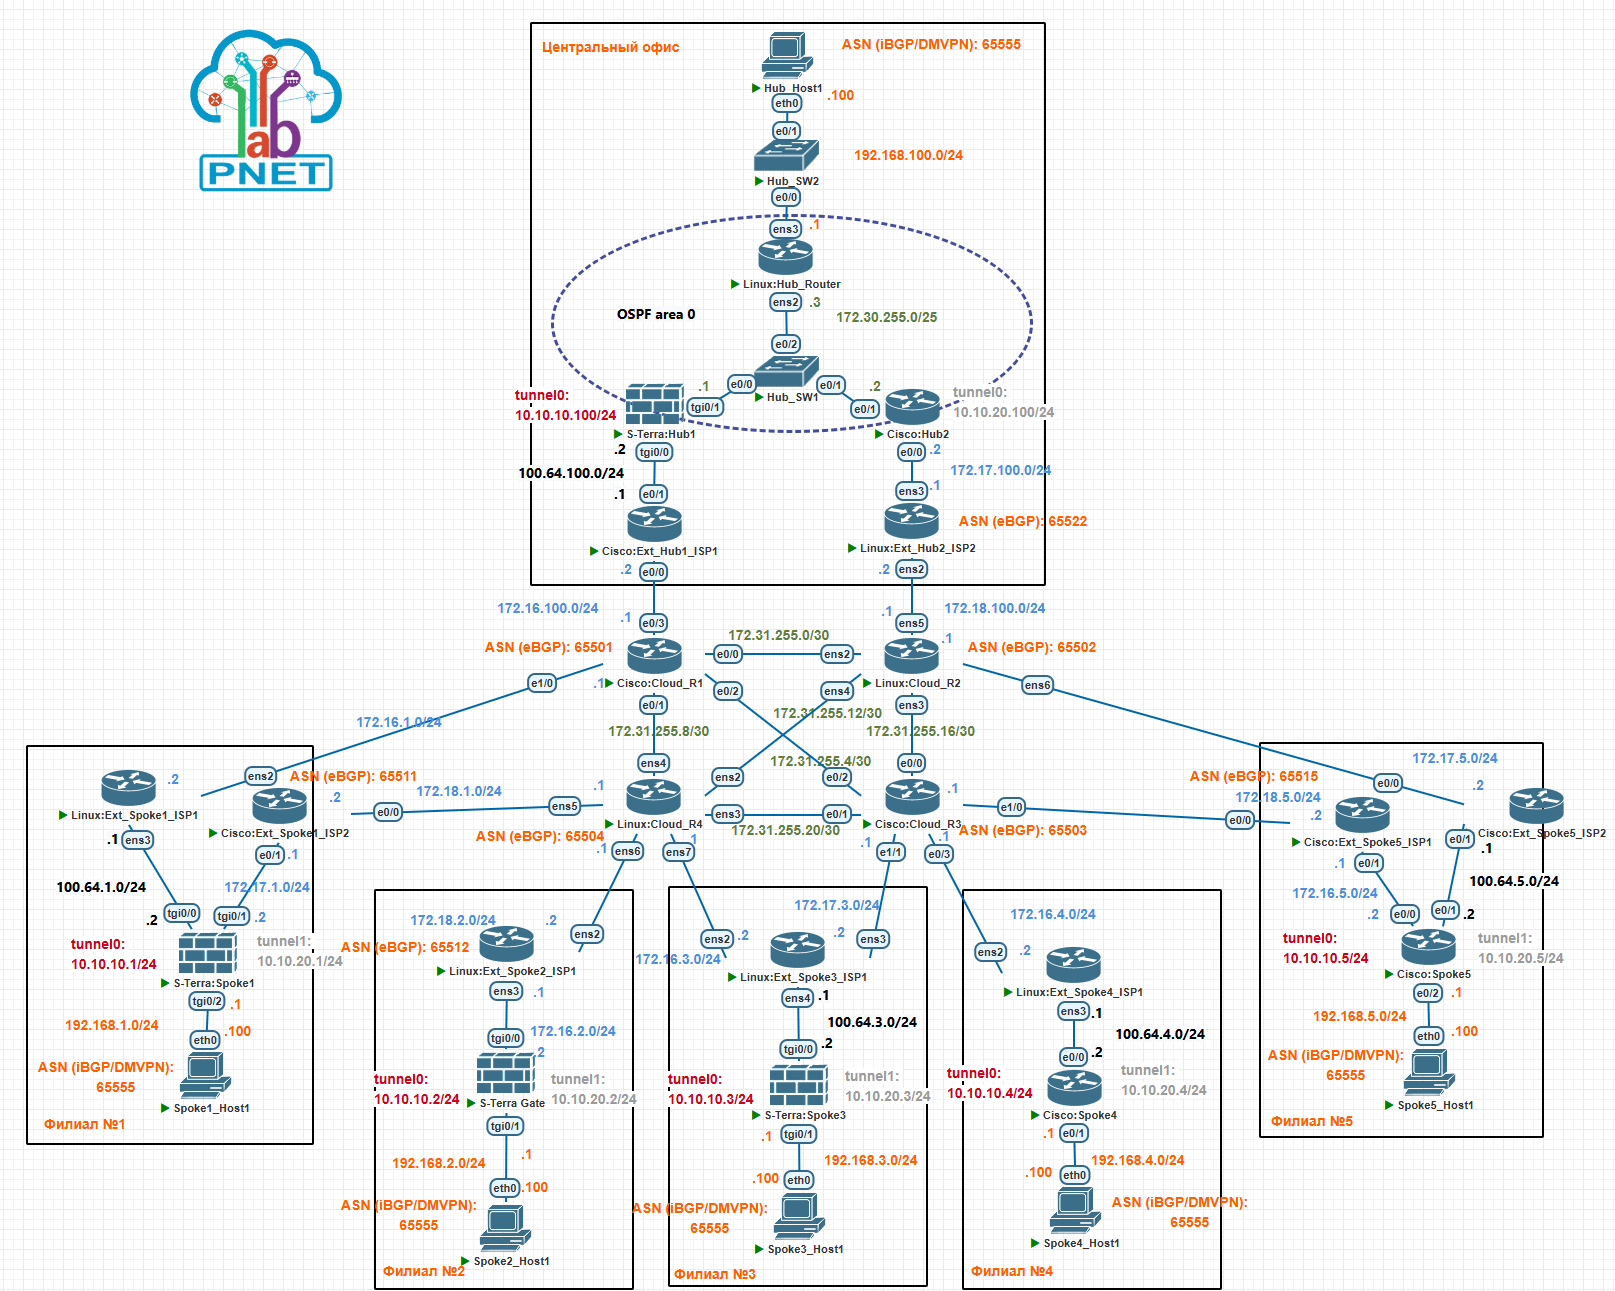 lab
PNET
Центральный офис
ASN (iBGP/DMVPN): 65555
Hub_Host1
eth0
.100
e0/1
192.168.100.0/24
Hub_SW2
e0/0
ens3
.1
Linux:Hub_Router
ens2
.3
OSPF area 0
172.30.255.0/25
e0/2
tunnel0:
10.10.10.100/24
.1
e0/0
tgi0/1
Hub_SW1
e0/1
.2
e0/1
tunnel0:
10.10.20.100/24
S-Terra:Hub1
Cisco:Hub2
.2
tgi0/0
e0/0
.2
100.64.100.0/24
172.17.100.0/24
.1
e0/1
ens3
.1
ASN (eBGP): 65522
Cisco:Ext_Hub1_ISP1
Linux:Ext_Hub2_ISP2
.2
e0/0
.2
ens2
172.16.100.0/24
172.18.100.0/24
.1
e0/3
.1
ens5
172.31.255.0/30
ASN (eBGP): 65501
e0/0
ens2
.1
ASN (eBGP): 65502
e1/0
.1
Cisco:Cloud_R1
Linux:Cloud_R2
ens6
e0/2
ens4
e0/1
ens3
172.31.255.12/30
172.16.1.0/24
172.31.255.8/30
172.31.255.16/30
172.31.255.4/30
ens4
e0/0
ens2
e0/2
.1
.1
172.17.5.0/24
ens2
.2
ASN (eBGP): 65511
172.18.1.0/24
ASN (eBGP): 65515
e0/0
.2
.2
e0/0
ens5
ens3
e0/1
e1/0
172.18.5.0/24
.2
e0/0
Linux:Ext_Spoke1_ISP1
Cisco:Ext_Spoke1_ISP2
Linux:Cloud_R4
Cisco:Cloud_R3
172.31.255.20/30
ASN (eBGP): 65504
ASN (eBGP): 65503
Cisco:Ext_Spoke5_ISP1
Cisco:Ext_Spoke5_ISP2
.1
ens3
e0/1
.1
.1
ens6
.1
ens7
.1
e1/1
.1
e0/3
.1
e0/1
e0/1
.1
100.64.1.0/24
172.17.1.0/24
172.16.5.0/24
100.64.5.0/24
.2
tgi0/0
tgi0/1
.2
.2
e0/0
e0/1
.2
tunnel0:
10.10.10.1/24
tunnel1:
10.10.20.1/24
tunnel0:
10.10.10.5/24
tunnel1:
10.10.20.5/24
S-Terra:Spoke1
Cisco:Spoke5
tgi0/2
.1
e0/2
.1
192.168.1.0/24
192.168.5.0/24
eth0
.100
eth0
.100
ASN (iBGP/DMVPN):
65555
ASN (iBGP/DMVPN):
65555
Spoke1_Host1
Spoke5_Host1
Филиал №1
Филиал №5
172.18.2.0/24
.2
ens2
ASN (eBGP): 65512
Linux:Ext_Spoke2_ISP1
ens3
.1
172.16.2.0/24
tgi0/0
.2
tunnel0:
10.10.10.2/24
tunnel1:
10.10.20.2/24
S-Terra Gate
tgi0/1
.1
192.168.2.0/24
eth0
.100
ASN (iBGP/DMVPN):
65555
Spoke2_Host1
Филиал №2
172.17.3.0/24
ens2
.2
.2
ens3
172.16.3.0/24
Linux:Ext_Spoke3_ISP1
ens4
.1
100.64.3.0/24
tgi0/0
.2
tunnel0:
10.10.10.3/24
tunnel1:
10.10.20.3/24
S-Terra:Spoke3
.1
tgi0/1
192.168.3.0/24
.100
eth0
ASN (iBGP/DMVPN):
65555
Spoke3_Host1
Филиал №3
172.16.4.0/24
ens2
.2
Linux:Ext_Spoke4_ISP1
ens3
.1
100.64.4.0/24
e0/0
.2
tunnel0:
10.10.10.4/24
tunnel1:
10.10.20.4/24
Cisco:Spoke4
.1
e0/1
192.168.4.0/24
.100
eth0
ASN (iBGP/DMVPN):
65555
Spoke4_Host1
Филиал №4